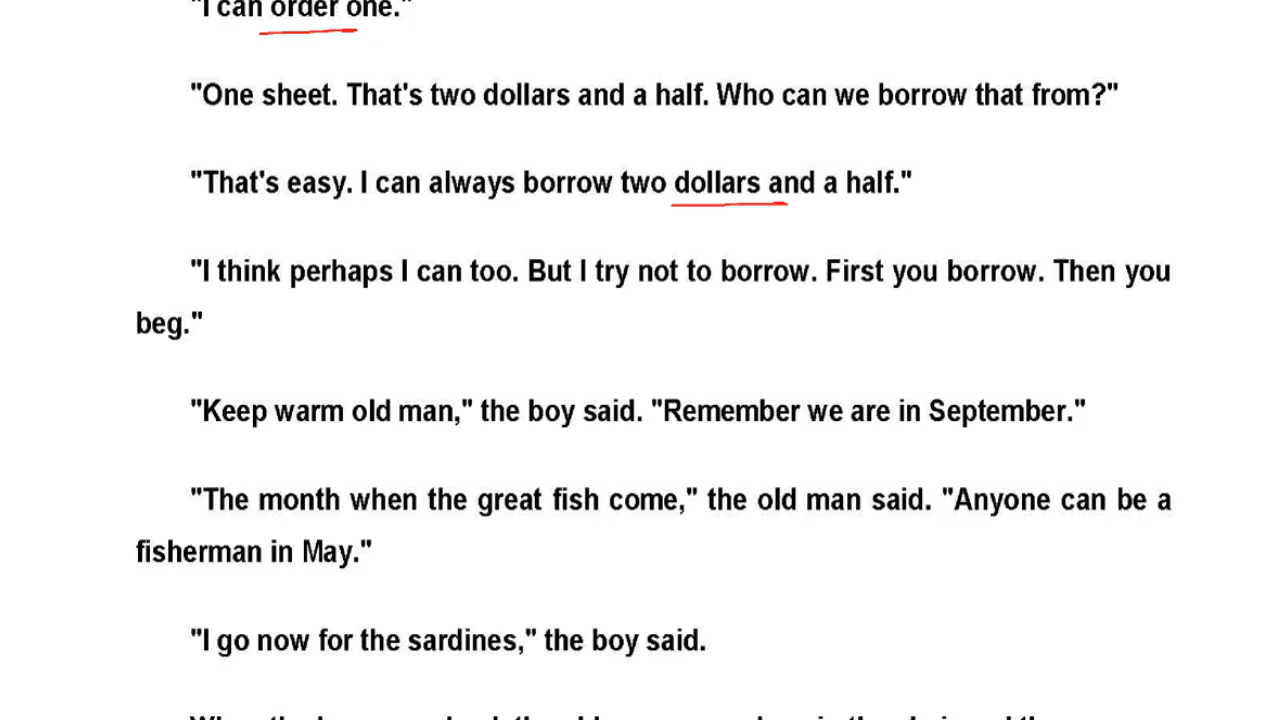 "I can order one."
"One sheet. That's two dollars and a half. Who can we borrow that from?"
"That's easy. I can always borrow two dollars and a half."
"I think perhaps I can too. But I try not to borrow. First you borrow. Then you
beg."
"Keep warm old man," the boy said. "Remember we are in September."
"The month when the great fish come," the old man said. "Anyone can be a
fisherman in May."
"I go now for the sardines," the boy said.